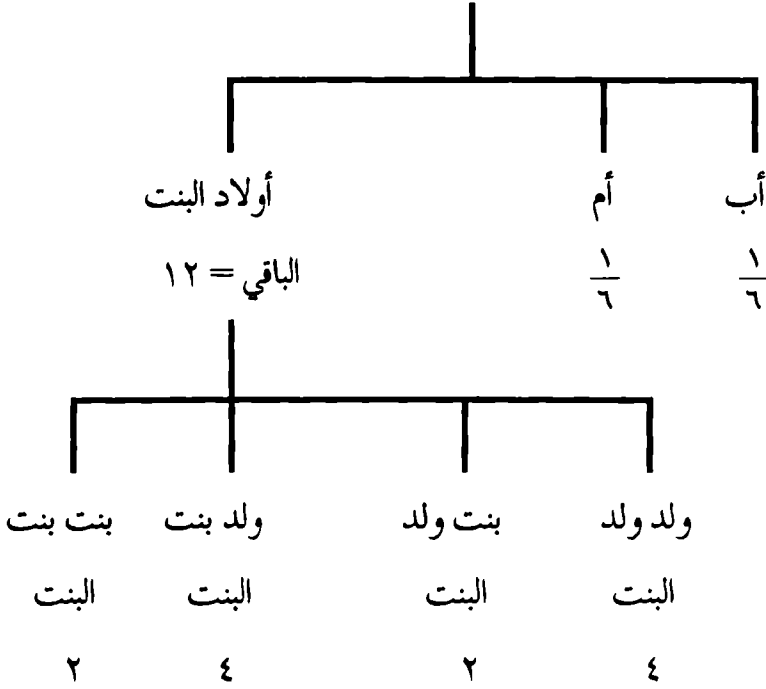 أب أم أولاد البنت
١/٦ ١/٦ الباقي = ١٢
ولد ولد بنت ولد ولد بنت بنت بنت
البنت البنت البنت البنت
٤ ٢ ٤ ٢